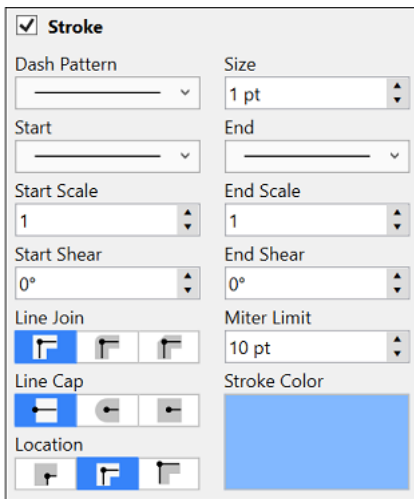 Stroke
Dash Pattern Size
1 pt
Start End
Start Scale End Scale
1 1
Start Shear End Shear
0° 0°
Line Join Miter Limit
10 pt
Line Cap Stroke Color
Location